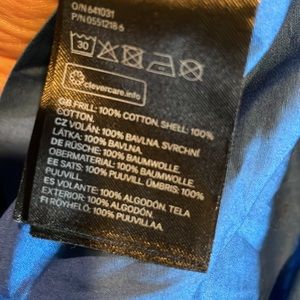 O/N 641031
P/N 0551218 6
30
clevercare.info
GB FRILL: 100% COTTON. SHELL: 100%
COTTON.
CZ VOLÁN: 100% BAVLNA. SVRCHNÍ
LÁTKA: 100% BAVLNA.
DE RÜSCHE: 100% BAUMWOLLE.
OBERMATERIAL: 100% BAUMWOLLE.
EE SATS: 100% PUUVILL. ÜMBRIS: 100%
PUUVILL.
ES VOLANTE: 100% ALGODÓN. TELA
EXTERIOR: 100% ALGODÓN.
FI RÖYHELÖ: 100% PUUVILLAA.